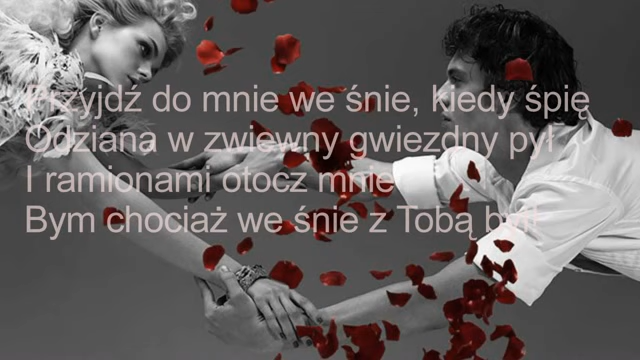 Przyjdź do mnie we śnie, kiedy śpię
Odziana w zwiewny gwiezdny pył
I ramionami otocz mnie
Bym chociaż we śnie z Tobą był!